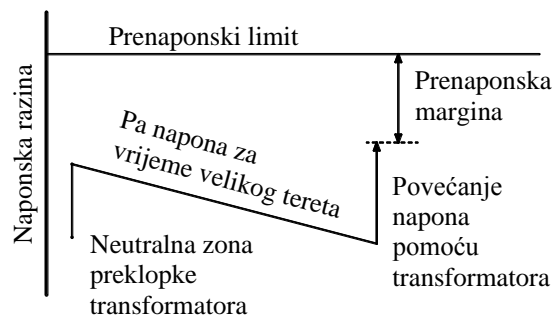 Prenaponski limit
Prenaponska
margina
Naponska razina
Pa napona za
vrijeme velikog tereta
Povećanje
napona
pomoću
transformatora
Neutralna zona
preklopke
transformatora